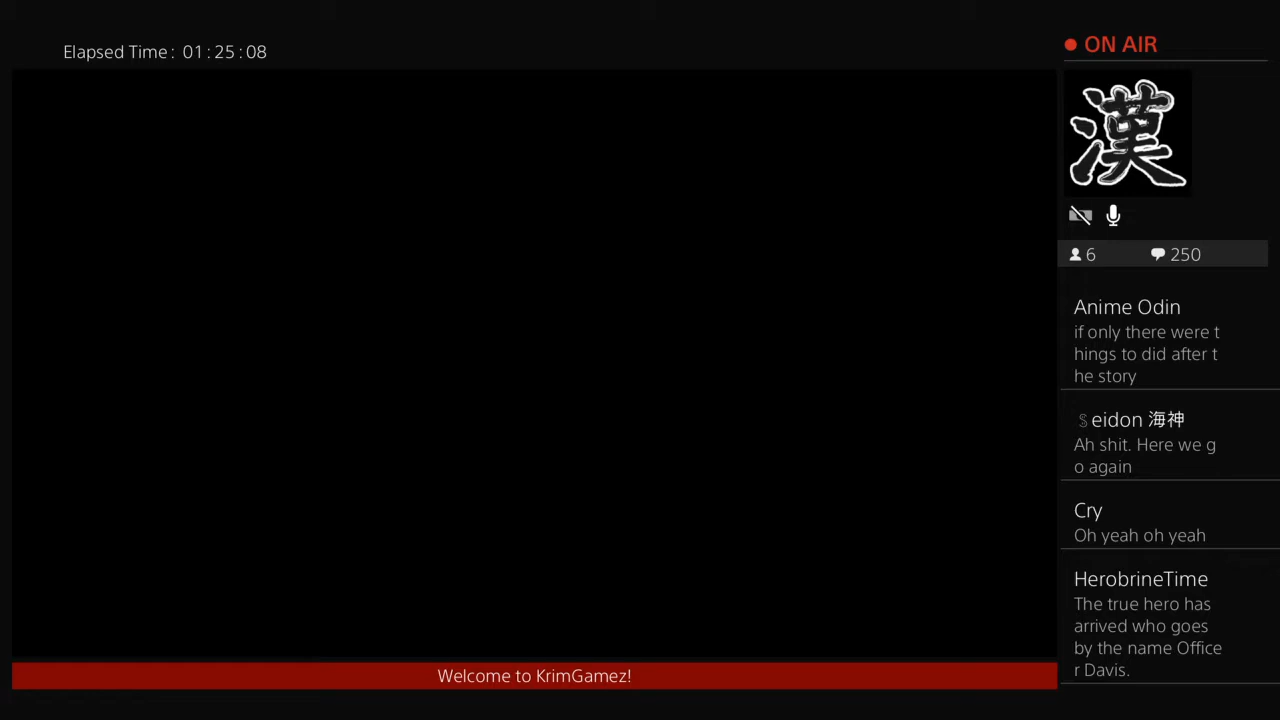 Elapsed Time: 01:25:08
ON AIR
漢
6 250
Anime Odin
if only there were t
hings to did after t
he story
Seidon 海神
Ah shit. Here we g
o again
Cry
Oh yeah oh yeah
HerobrineTime
The true hero has
arrived who goes
by the name Office
r Davis.
Welcome to KrimGamez!